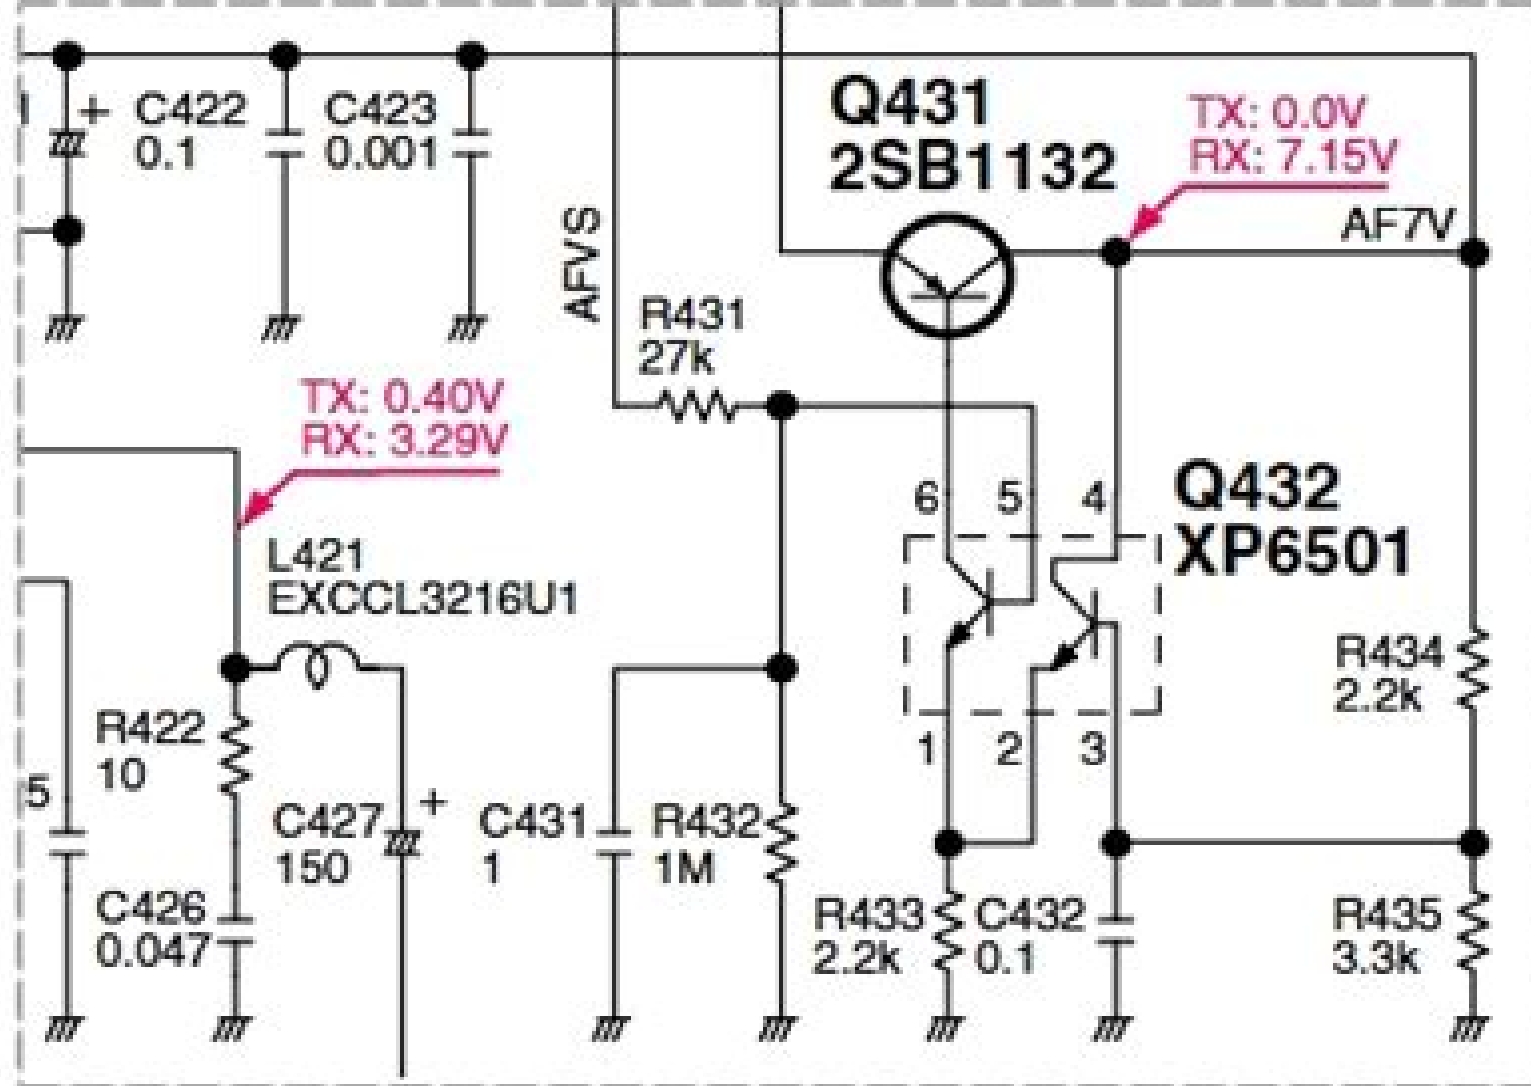 + C422
0.1
C423
0.001
Q431
2SB1132
TX: 0.0V
RX: 7.15V
AF7V
AFVS
R431
27k
TX: 0.40V
RX: 3.29V
L421
EXCCL3216U1
6 5 4
Q432
XP6501
R434
2.2k
R422
10
5
1 2 3
C427 +
150
C431
1
R432
1M
C426
0.047
R433
2.2k
C432
0.1
R435
3.3k